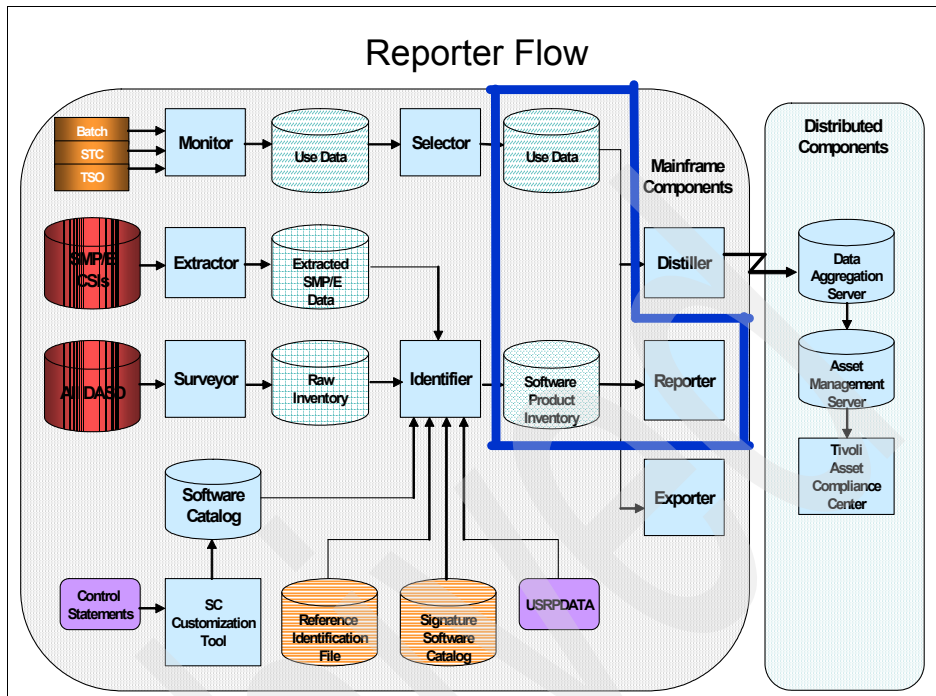 Reporter Flow
Batch
STC
TSO
Monitor
Use Data
Selector
Use Data
Mainframe
Components
Distributed
Components
SMP/E
CSIs
Extractor
Extracted
SMP/E
Data
Distiller
Data
Aggregation
Server
All DASD
Surveyor
Raw
Inventory
Identifier
Software
Product
Inventory
Reporter
Asset
Management
Server
Software
Catalog
Exporter
Tivoli
Asset
Compliance
Center
Control
Statements
SC
Customization
Tool
Reference
Identification
File
Signature
Software
Catalog
USRPDATA